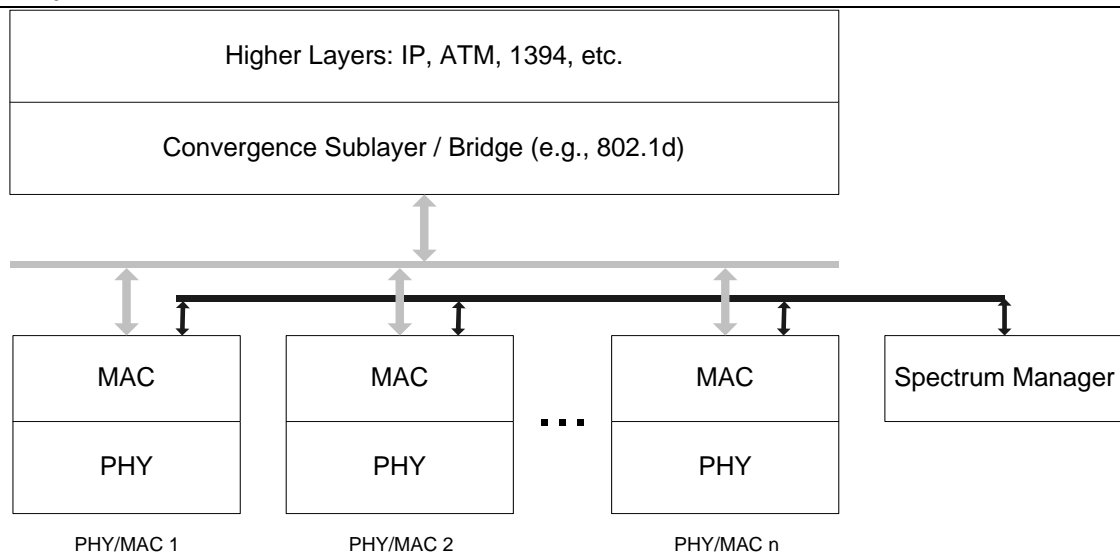 Higher Layers: IP, ATM, 1394, etc.
Convergence Sublayer / Bridge (e.g., 802.1d)
MAC
MAC
MAC
Spectrum Manager
...
PHY
PHY
PHY
PHY/MAC 1
PHY/MAC 2
PHY/MAC n